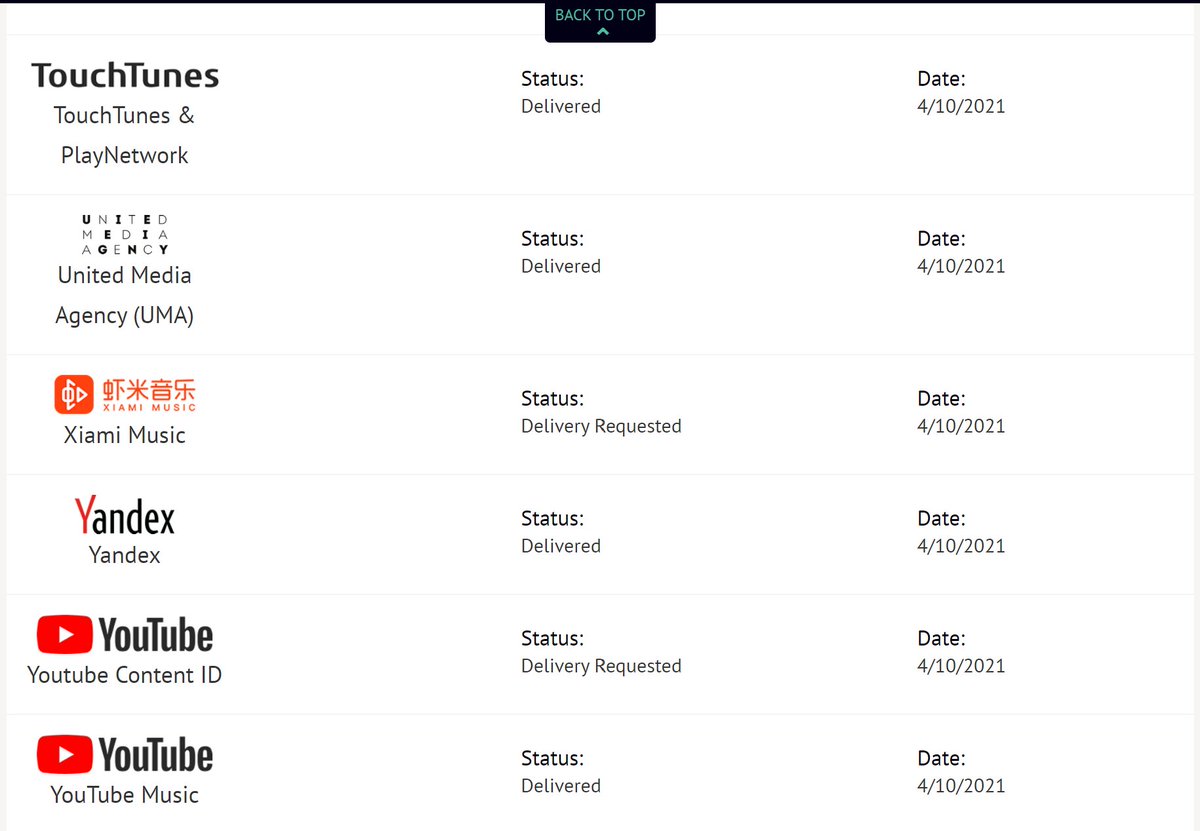 BACK TO TOP
TouchTunes
TouchTunes &
PlayNetwork
Status:
Delivered
Date:
4/10/2021
UNITED
MEDIA
AGENCY
United Media
Agency (UMA)
Status:
Delivered
Date:
4/10/2021
虾米音乐
XIAMI MUSIC
Xiami Music
Status:
Delivery Requested
Date:
4/10/2021
Yandex
Yandex
Status:
Delivered
Date:
4/10/2021
YouTube
Youtube Content ID
Status:
Delivery Requested
Date:
4/10/2021
YouTube
YouTube Music
Status:
Delivered
Date:
4/10/2021